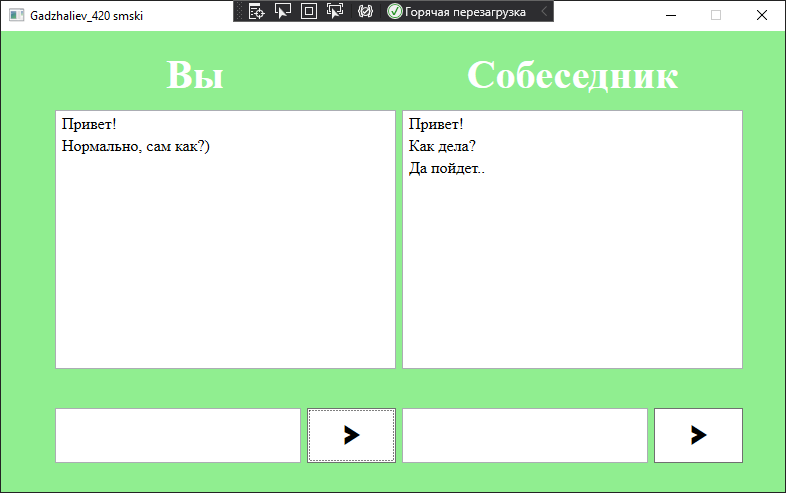 Gadzhaliev_420 smski
Горячая перезагрузка
Вы
Собеседник
Привет!
Нормально, сам как?)
Привет!
Как дела?
Да пойдет..
>
>